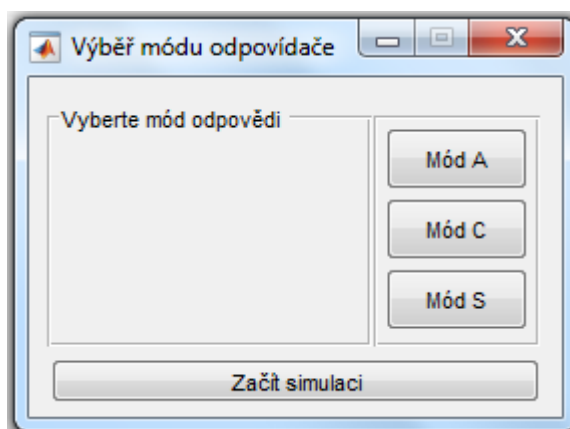 Výběr módu odpovídače
Vyberte mód odpovědi
Mód A
Mód C
Mód S
Začít simulaci